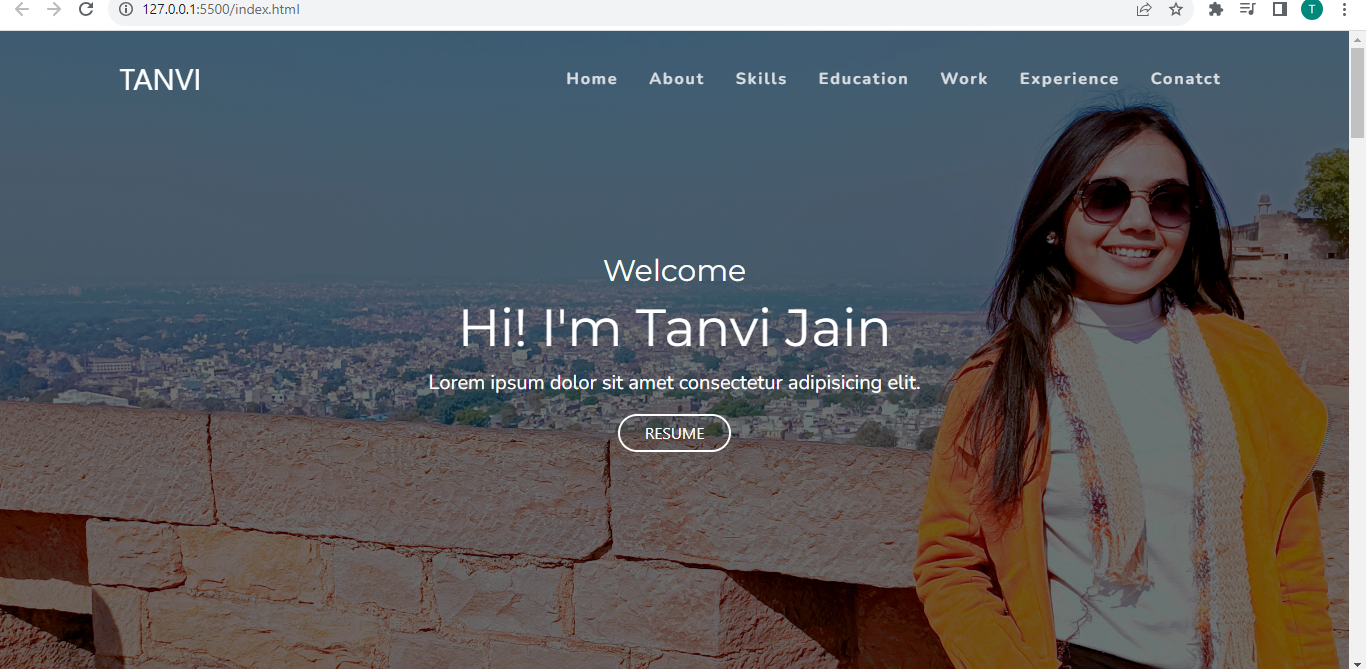 127.0.0.1:5500/index.html
T
TANVI
Home About Skills Education Work Experience Conatct
Welcome
Hi! I'm Tanvi Jain
Lorem ipsum dolor sit amet consectetur adipisicing elit.
RESUME